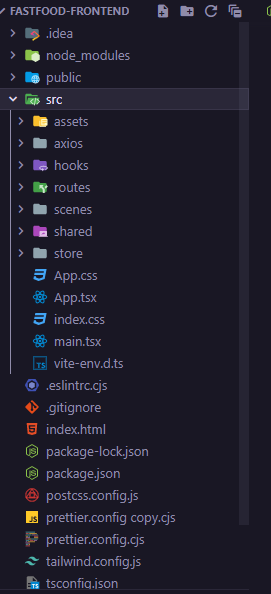 FASTFOOD-FRONTEND
.idea
node_modules
public
src
assets
axios
hooks
routes
scenes
shared
store
App.css
App.tsx
index.css
main.tsx
vite-env.d.ts
.eslintrc.cjs
.gitignore
index.html
package-lock.json
package.json
postcss.config.js
prettier.config copy.cjs
prettier.config.cjs
tailwind.config.js
tsconfig.json